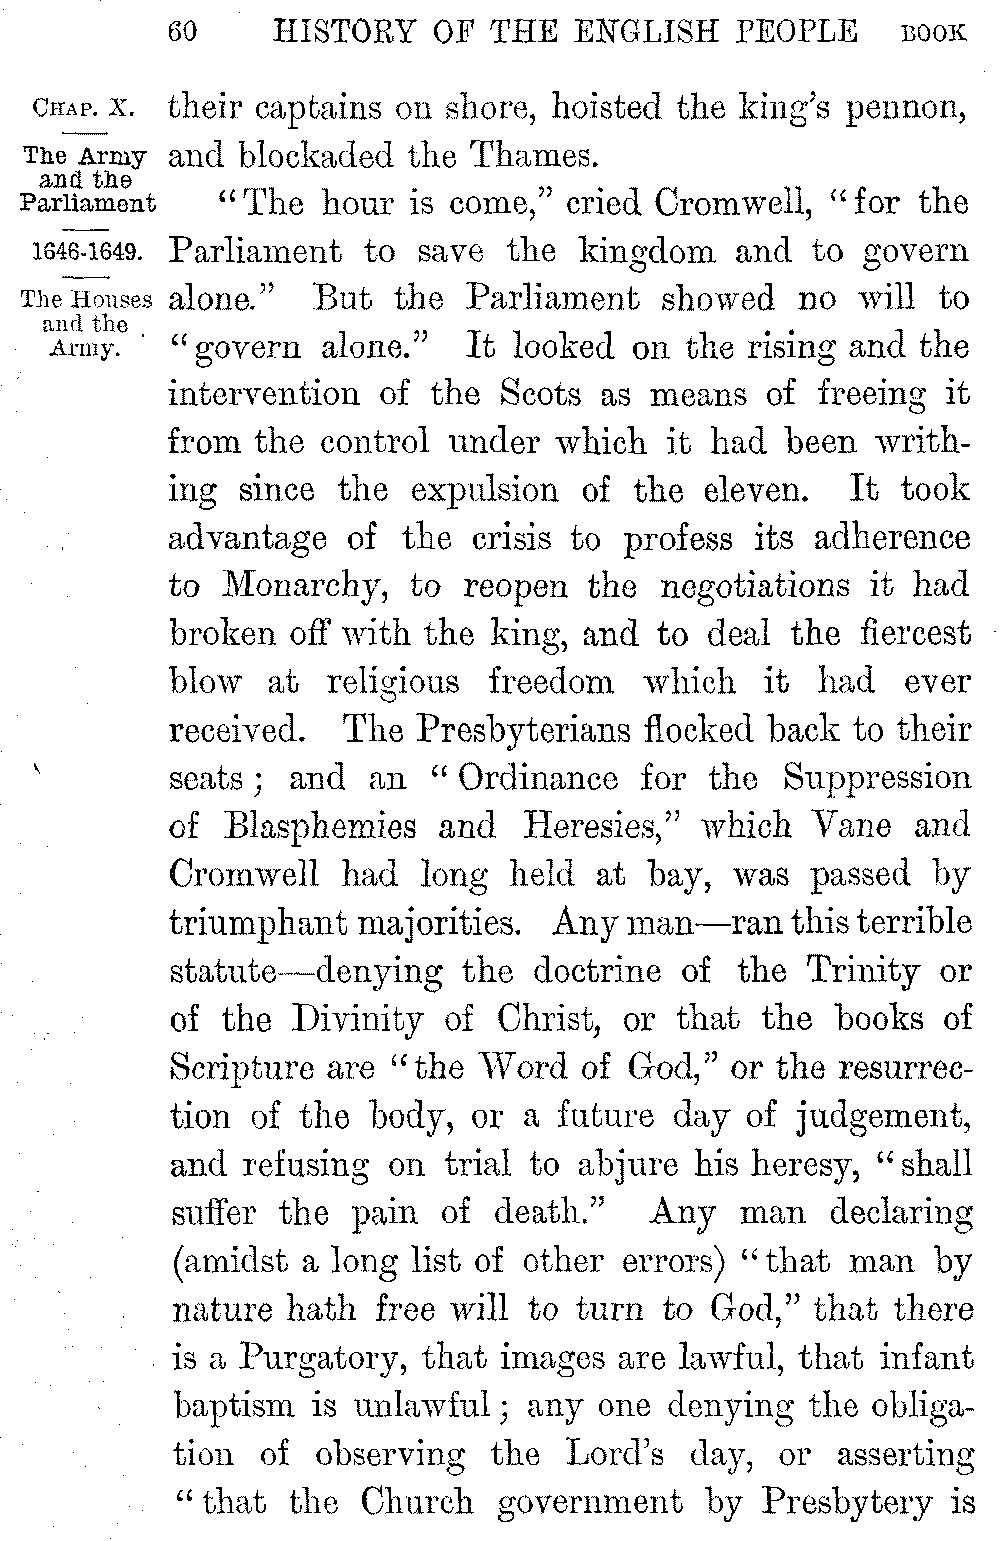 60 HISTORY OF THE ENGLISH PEOPLE BOOK
CHAP. X.
The Army
and the
Parliament
1646-1649.
The Houses
and the
Army.
their captains on shore, hoisted the king's pennon,
and blockaded the Thames.
"The hour is come," cried Cromwell, "for the
Parliament to save the kingdom and to govern
alone." But the Parliament showed no will to
"govern alone." It looked on the rising and the
intervention of the Scots as means of freeing it
from the control under which it had been writh-
ing since the expulsion of the eleven. It took
advantage of the crisis to profess its adherence
to Monarchy, to reopen the negotiations it had
broken off with the king, and to deal the fiercest
blow at religious freedom which it had ever
received. The Presbyterians flocked back to their
seats; and an "Ordinance for the Suppression
of Blasphemies and Heresies," which Vane and
Cromwell had long held at bay, was passed by
triumphant majorities. Any man—ran this terrible
statute—denying the doctrine of the Trinity or
of the Divinity of Christ, or that the books of
Scripture are "the Word of God," or the resurrec-
tion of the body, or a future day of judgement,
and refusing on trial to abjure his heresy, "shall
suffer the pain of death." Any man declaring
(amidst a long list of other errors) "that man by
nature hath free will to turn to God," that there
is a Purgatory, that images are lawful, that infant
baptism is unlawful; any one denying the obliga-
tion of observing the Lord's day, or asserting
"that the Church government by Presbytery is